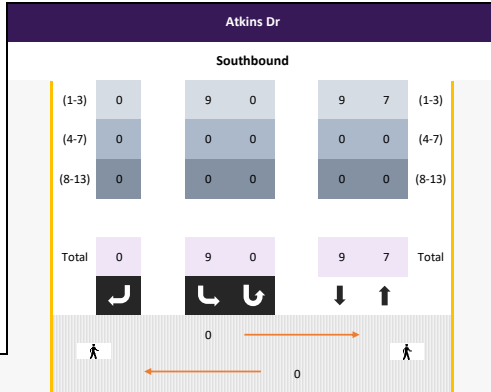 Atkins Dr
Southbound
(1-3) 0 9 0 9 7 (1-3)
(4-7) 0 0 0 0 0 (4-7)
(8-13) 0 0 0 0 0 (8-13)
Total 0 9 0 9 7 Total
0
0